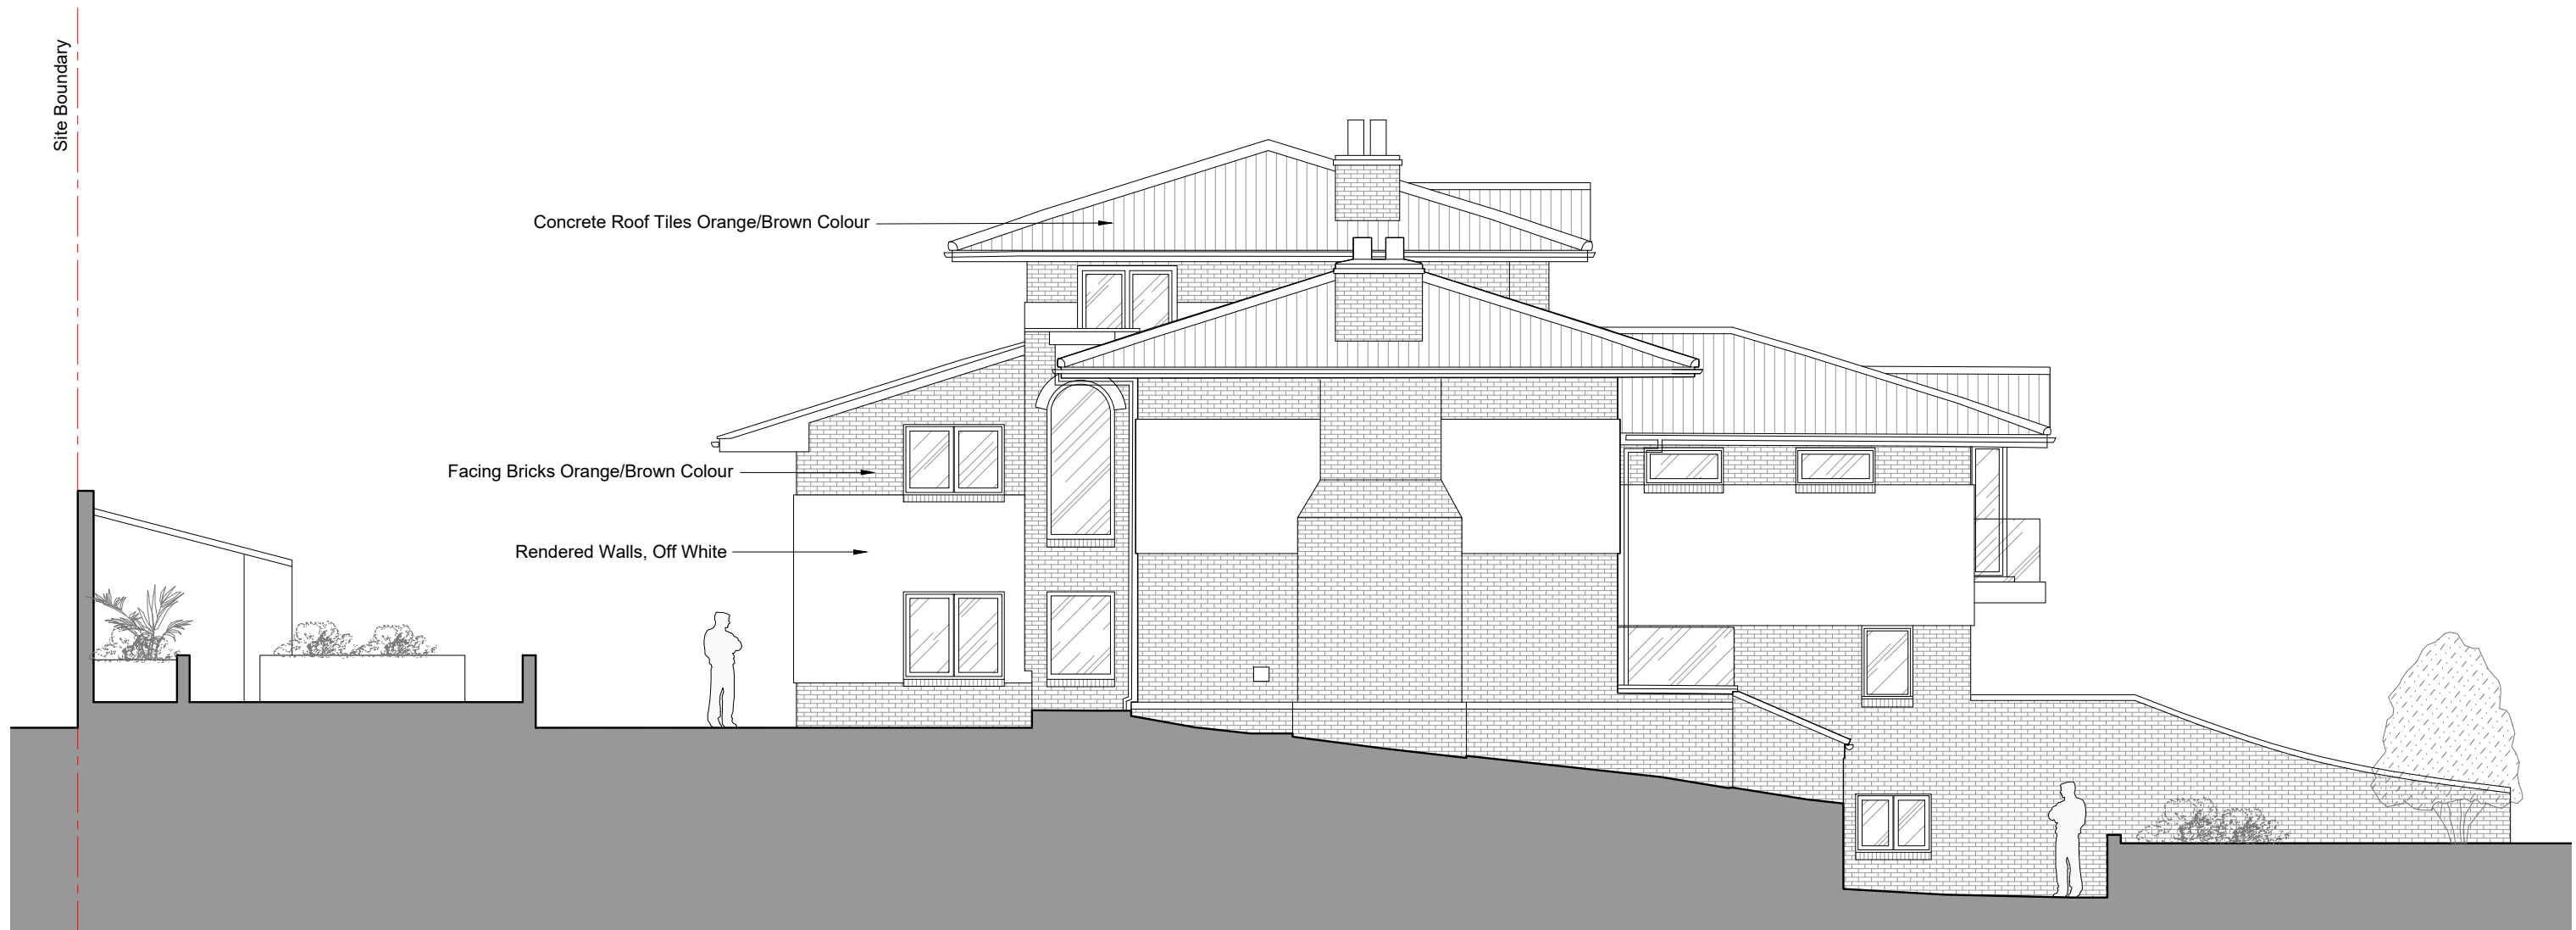 Site Boundary
Concrete Roof Tiles Orange/Brown Colour
Facing Bricks Orange/Brown Colour
Rendered Walls, Off White